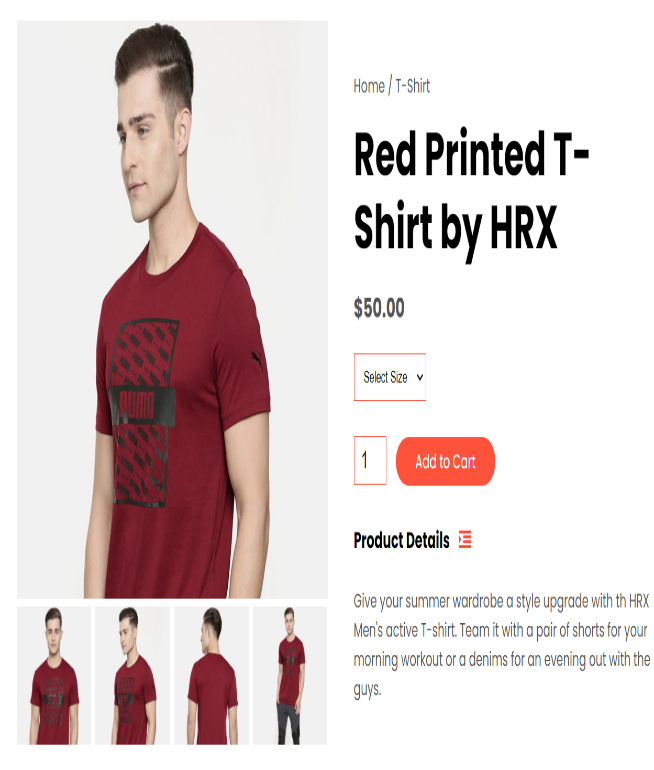 Home / T-Shirt
Red Printed T-
Shirt by HRX
$50.00
Select Size
1
Add to Cart
Product Details
Give your summer wardrobe a style upgrade with th HRX
Men's active T-shirt. Team it with a pair of shorts for your
morning workout or a denims for an evening out with the
guys.
PUMA